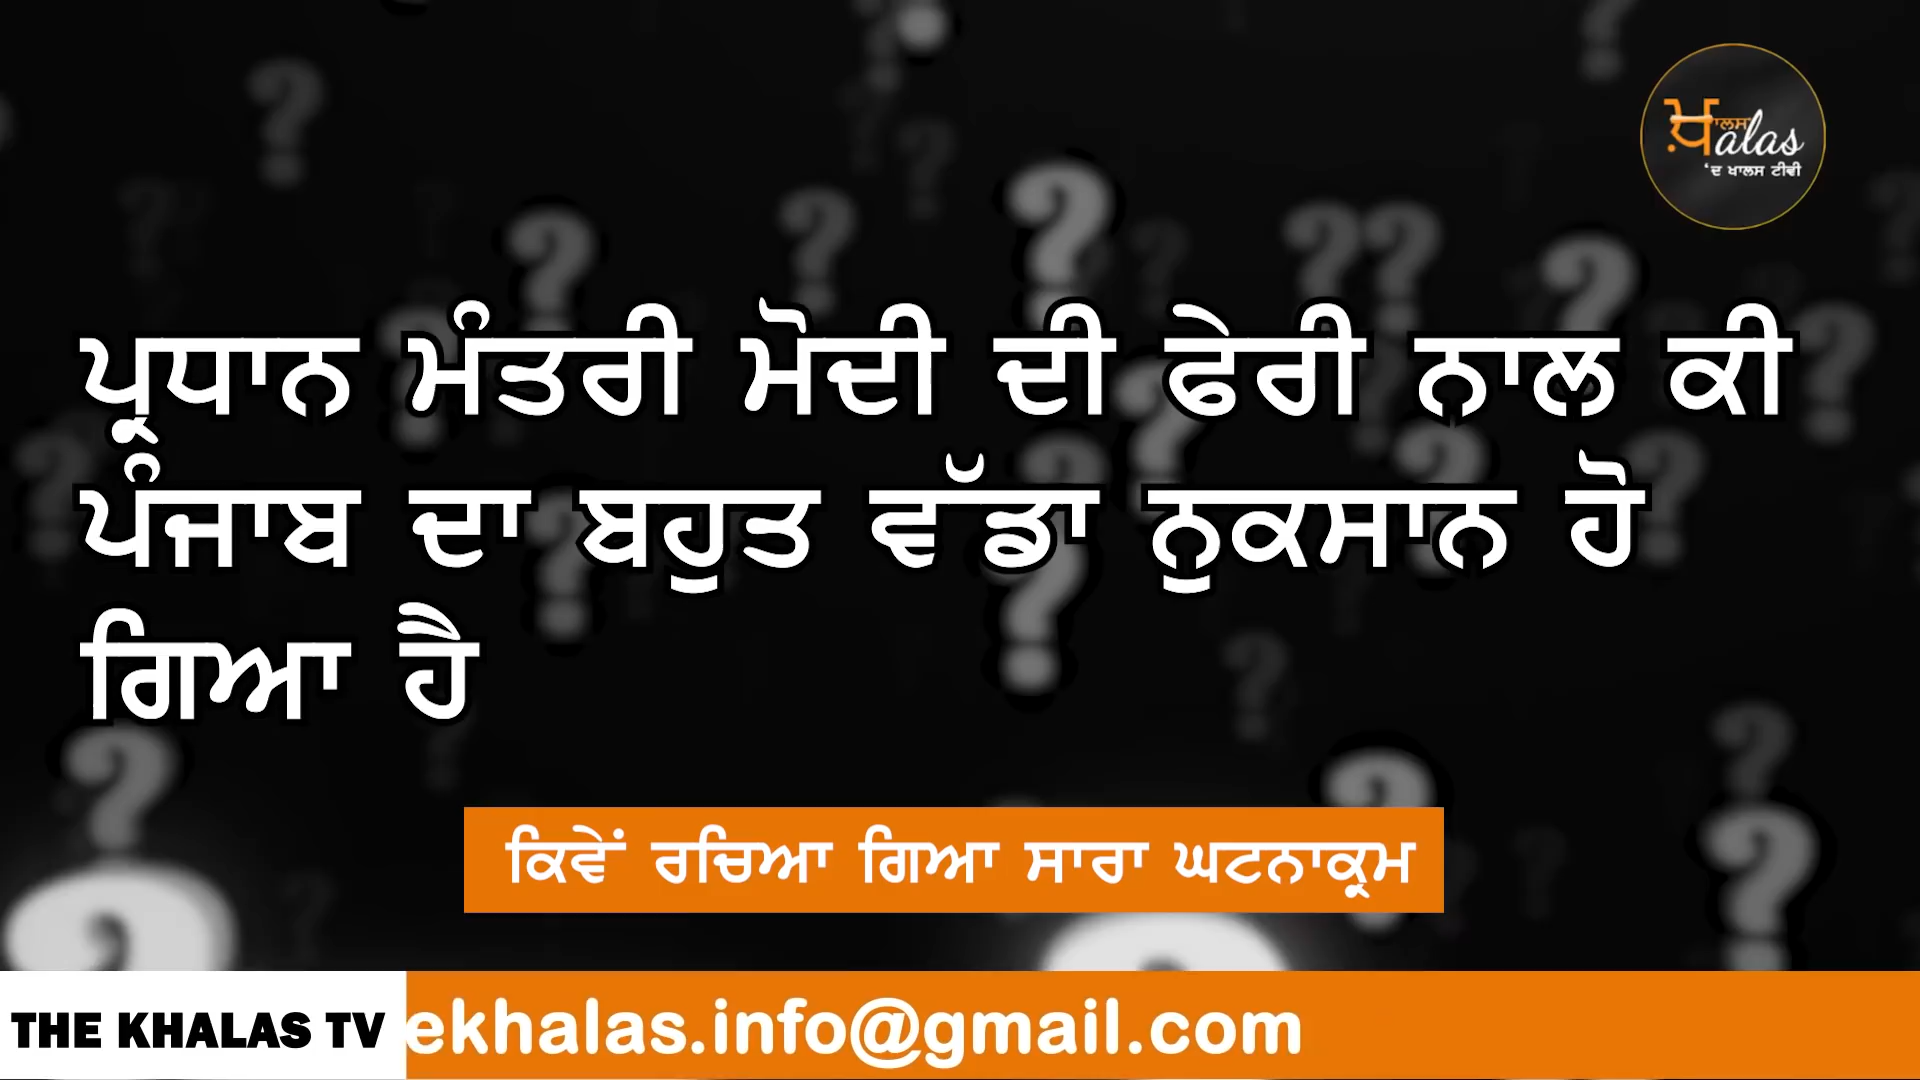 ਖ਼ਾਲਸ alas
'ਦ ਖਾਲਸ ਟੀਵੀ
ਪ੍ਰਧਾਨ ਮੰਤਰੀ ਮੋਦੀ ਦੀ ਫੇਰੀ ਨਾਲ ਕੀ
ਪੰਜਾਬ ਦਾ ਬਹੁਤ ਵੱਡਾ ਨੁਕਸਾਨ ਹੋ
ਗਿਆ ਹੈ
ਕਿਵੇਂ ਰਚਿਆ ਗਿਆ ਸਾਰਾ ਘਟਨਾਕ੍ਰਮ
THE KHALAS TV ekhalas.info@gmail.com